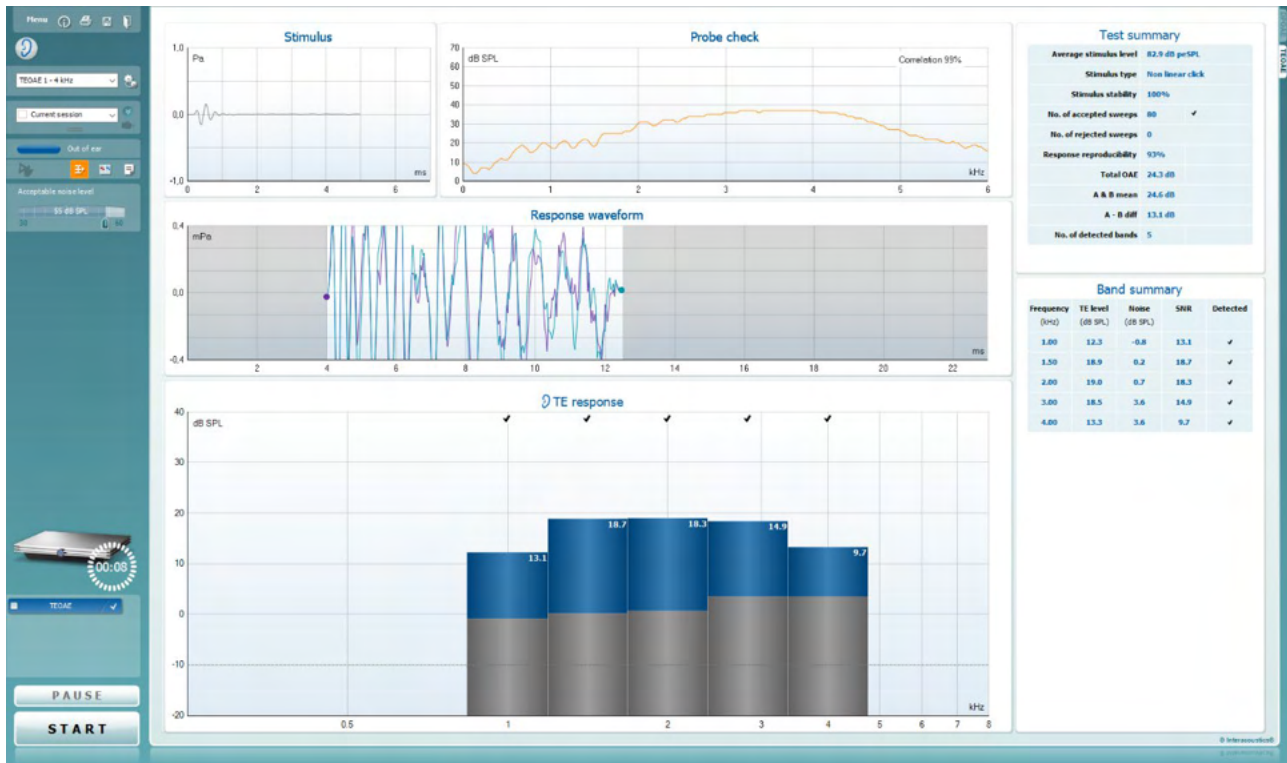 Menu
TEOAE 1 - 4 kHz
Current session
Out of ear
Acceptable noise level
55 dB SPL
30 60
00:08
TEOAE
PAUSE
START
Stimulus
1,0
Pa
0,0
-1,0
ms
0 2 4 6
Probe check
70
dB SPL
Correlation 99%
60
50
40
30
20
10
0
kHz
0 1 2 3 4 5 6
Response waveform
0,4
mPa
0,0
-0,4
ms
2 4 6 8 10 12 14 16 18 20 22
TE response
40
dB SPL
30
20
10
0
-10
-20
13.1 18.7 18.3 14.9 9.7
kHz
0.5 1 2 3 4 5 6 7 8
Test summary
Average stimulus level 82.9 dB peSPL
Stimulus type Non linear click
Stimulus stability 100%
No. of accepted sweeps 80 ✔
No. of rejected sweeps 0
Response reproducibility 93%
Total OAE 24.3 dB
A & B mean 24.6 dB
A - B diff 13.1 dB
No. of detected bands 5
Band summary
Frequency TE level Noise SNR Detected
(kHz) (dB SPL) (dB SPL)
1.00 12.3 -0.8 13.1 ✔
1.50 18.9 0.2 18.7 ✔
2.00 19.0 0.7 18.3 ✔
3.00 18.5 3.6 14.9 ✔
4.00 13.3 3.6 9.7 ✔
TEOAE
© Interacoustics®